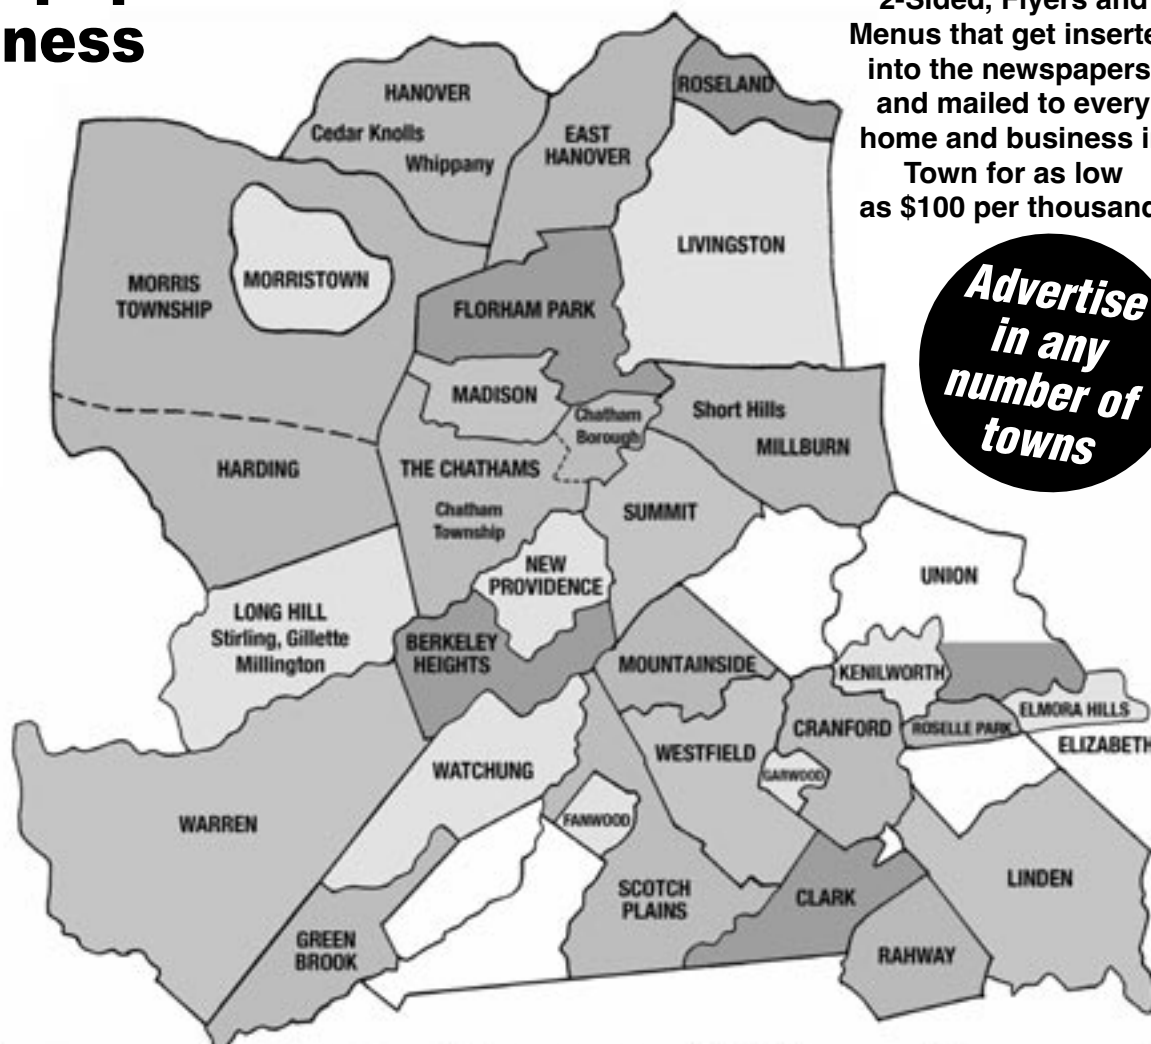 ness
2-Sided, Flyers and
Menus that get inserte
into the newspapers
and mailed to every
home and business i
Town for as low
as $100 per thousand
Advertise
in any
number of
towns
HANOVER
Cedar Knolls
Whippany
EAST
HANOVER
ROSELAND
LIVINGSTON
MORRIS
TOWNSHIP
MORRISTOWN
FLORHAM PARK
MADISON
Chatham
Borough
Short Hills
MILLBURN
HARDING
THE CHATHAMS
Chatham
Township
SUMMIT
NEW
PROVIDENCE
UNION
LONG HILL
Stirling, Gillette
Millington
BERKELEY
HEIGHTS
MOUNTAINSIDE
KENILWORTH
ELMORA HILLS
ROSELLE PARK
CRANFORD
ELIZABETH
WESTFIELD
GARWOOD
WATCHUNG
WARREN
FANWOOD
SCOTCH
PLAINS
CLARK
LINDEN
GREEN
BROOK
RAHWAY